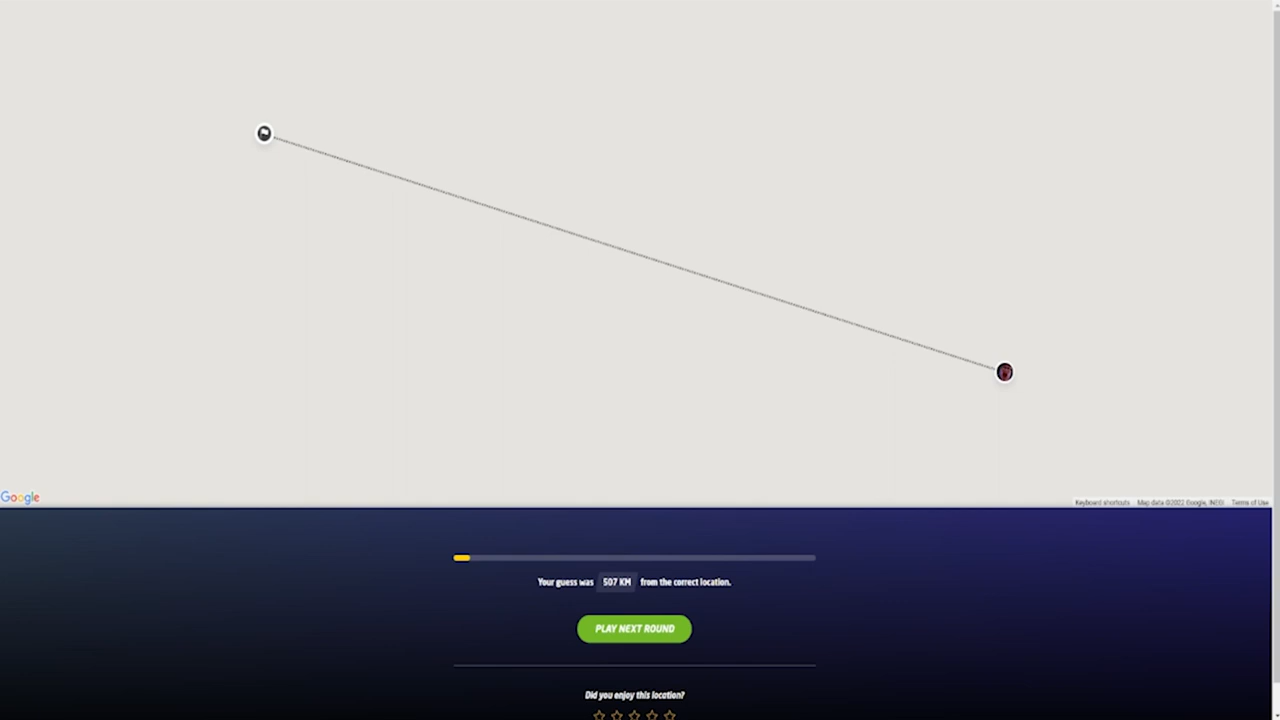 Google
Keyboard shortcuts Map data ©2022 Google, INEGI Terms of Use
Your guess was 507 KM from the correct location.
PLAY NEXT ROUND
Did you enjoy this location?